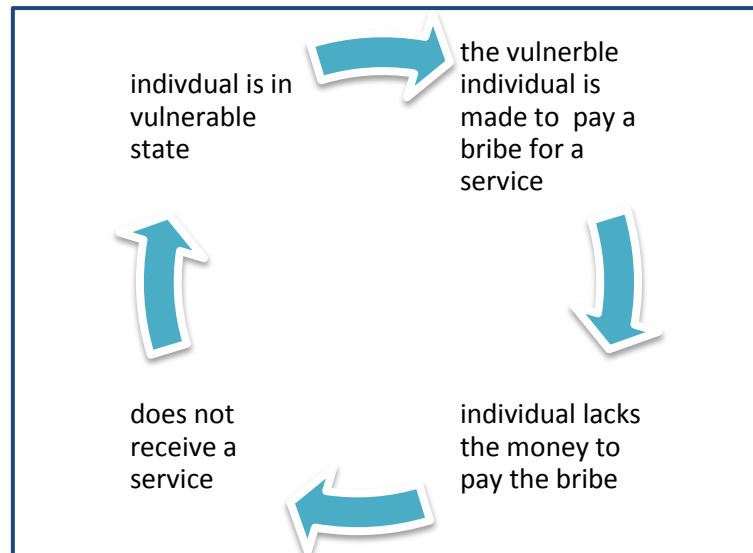 indivdual is in
vulnerable
state
the vulnerble
individual is
made to  pay a
bribe for a
service
individual lacks
the money to
pay the bribe
does not
receive a
service